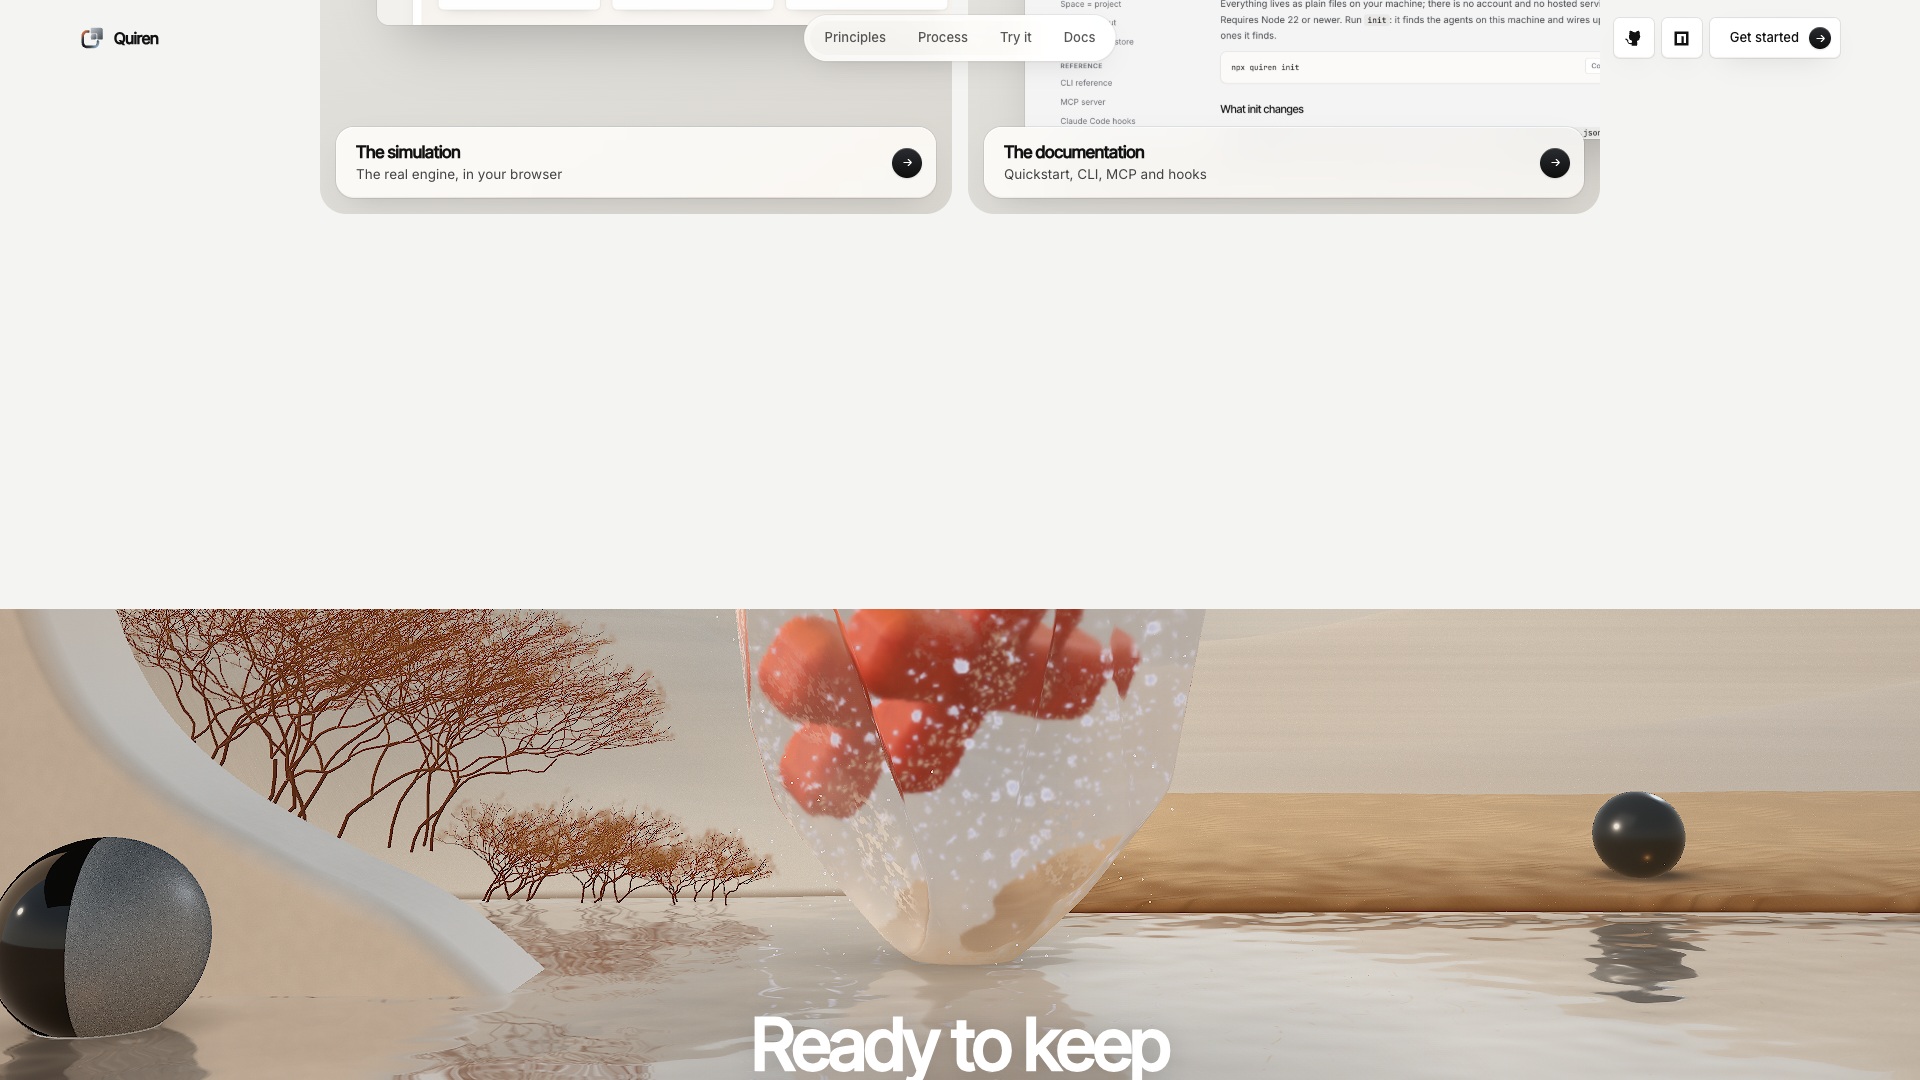 Quiren
Principles
Process
Try it
Docs
Get started
Space = project
store
REFERENCE
CLI reference
MCP server
Claude Code hooks
Everything lives as plain files on your machine; there is no account and no hosted
Requires Node 22 or newer. Run init: it finds the agents on this machine and wires
ones it finds.
npx quiren init
Co
What init changes
The simulation
The real engine, in your browser
The documentation
Quickstart, CLI, MCP and hooks
Ready to keep